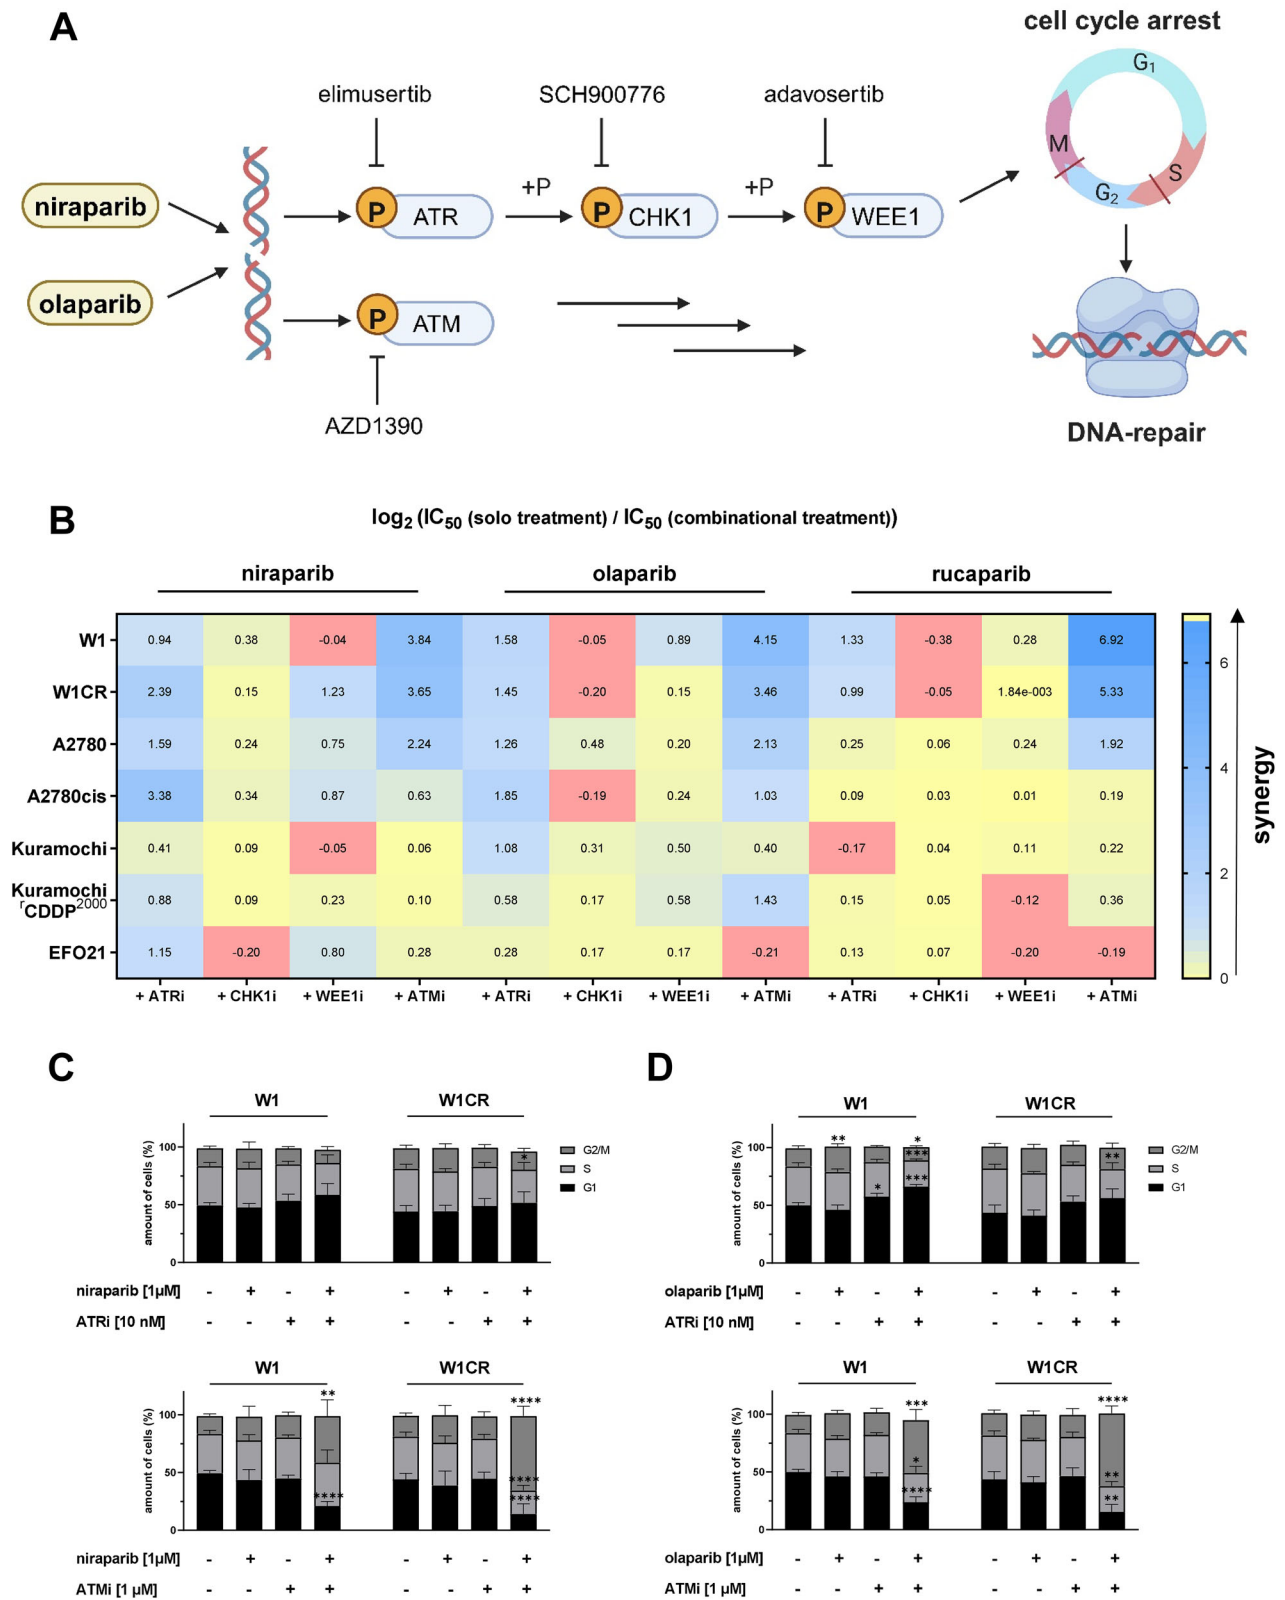 A
cell cycle arrest
elimusertib SCH900776 adavosertib
G1
M
S
G2
niraparib
+P +P
P ATR P CHK1 P WEE1
olaparib
P ATM
AZD1390
DNA-repair
B
log2 (IC50 (solo treatment) / IC50 (combinational treatment))
niraparib olaparib rucaparib
W1 0.94 0.38 -0.04 3.84 1.58 -0.05 0.89 4.15 1.33 -0.38 0.28 6.92
W1CR 2.39 0.15 1.23 3.65 1.45 -0.20 0.15 3.46 0.99 -0.05 1.84e-003 5.33
A2780 1.59 0.24 0.75 2.24 1.26 0.48 0.20 2.13 0.25 0.06 0.24 1.92
A2780cis 3.38 0.34 0.87 0.63 1.85 -0.19 0.24 1.03 0.09 0.03 0.01 0.19
Kuramochi 0.41 0.09 -0.05 0.06 1.08 0.31 0.50 0.40 -0.17 0.04 0.11 0.22
Kuramochi
rCDDP2000 0.88 0.09 0.23 0.10 0.58 0.17 0.58 1.43 0.15 0.05 -0.12 0.36
EFO21 1.15 -0.20 0.80 0.28 0.28 0.17 0.17 -0.21 0.13 0.07 -0.20 -0.19
+ ATRi + CHK1i + WEE1i + ATMi + ATRi + CHK1i + WEE1i + ATMi + ATRi + CHK1i + WEE1i + ATMi
6
4
2
0
synergy
C
W1 W1CR
amount of cells (%)
100
50
0
*
G2/M
S
G1
niraparib [1µM] - + - + - + - +
ATRi [10 nM] - - + + - - + +
W1 W1CR
amount of cells (%)
100
50
0
** ****
**** ****
****
niraparib [1µM] - + - + - + - +
ATMi [1 µM] - - + + - - + +
D
W1 W1CR
amount of cells (%)
100
50
0
** *
*** **
* ***
G2/M
S
G1
olaparib [1µM] - + - + - + - +
ATRi [10 nM] - - + + - - + +
W1 W1CR
amount of cells (%)
100
50
0
*** ****
* **
**** **
olaparib [1µM] - + - + - + - +
ATMi [1 µM] - - + + - - + +